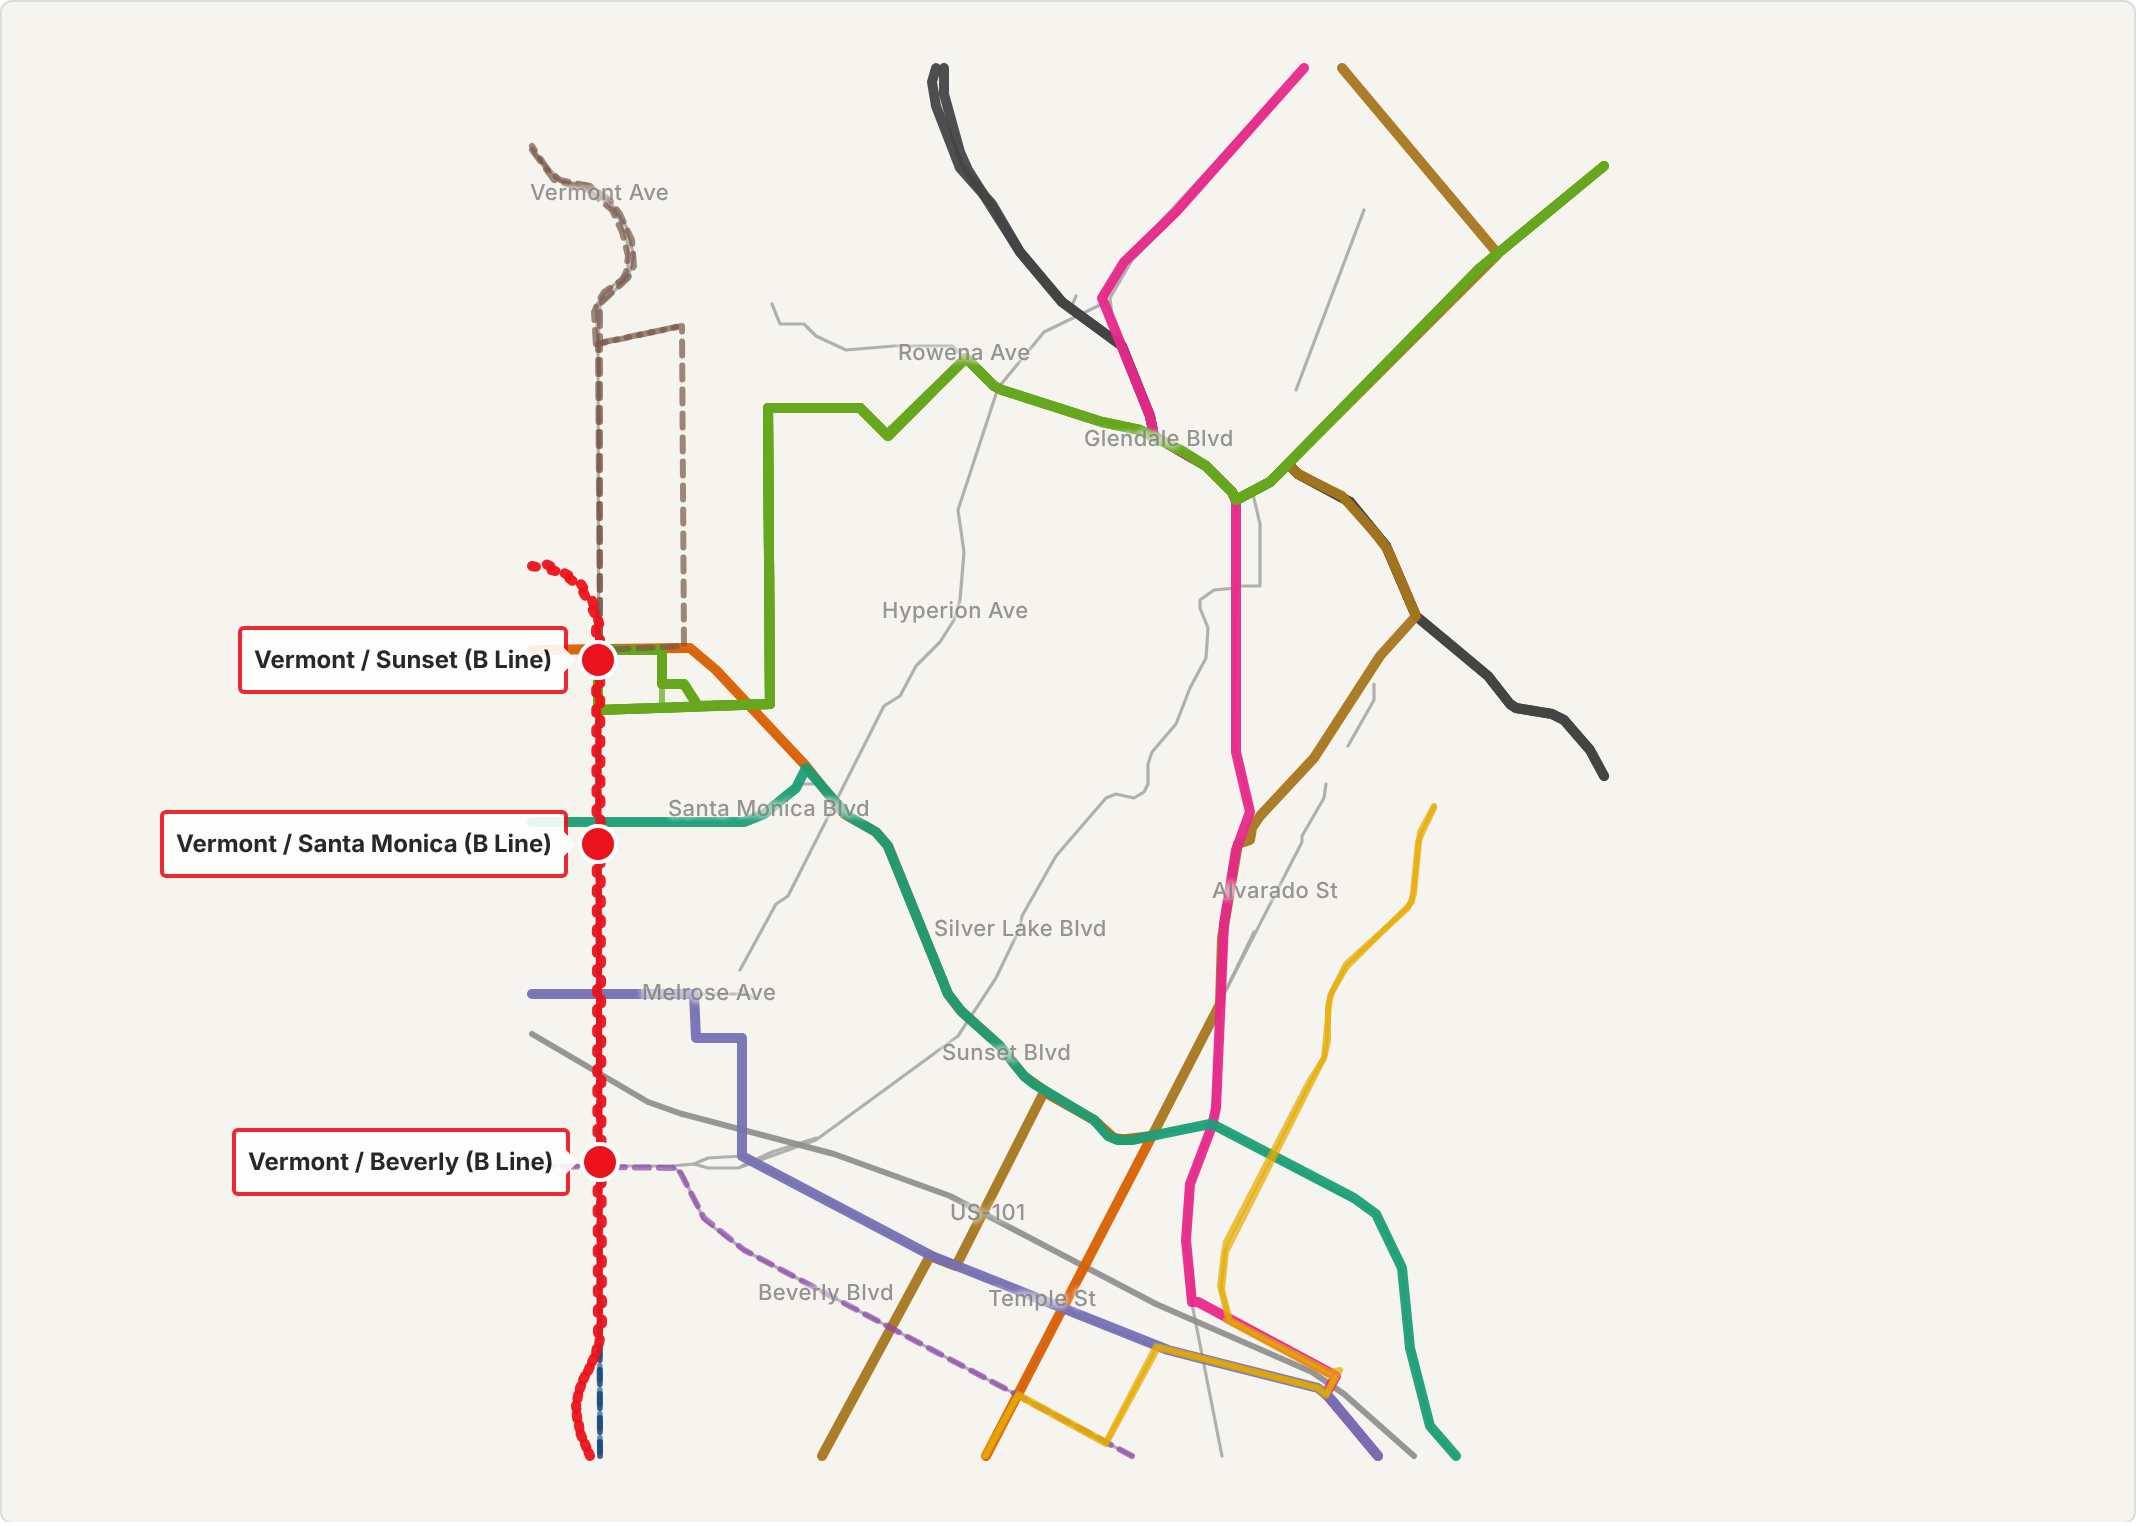 Vermont Ave
Rowena Ave
Glendale Blvd
Hyperion Ave
Vermont / Sunset (B Line)
Santa Monica Blvd
Vermont / Santa Monica (B Line)
Alvarado St
Silver Lake Blvd
Melrose Ave
Sunset Blvd
Vermont / Beverly (B Line)
US-101
Beverly Blvd
Temple St